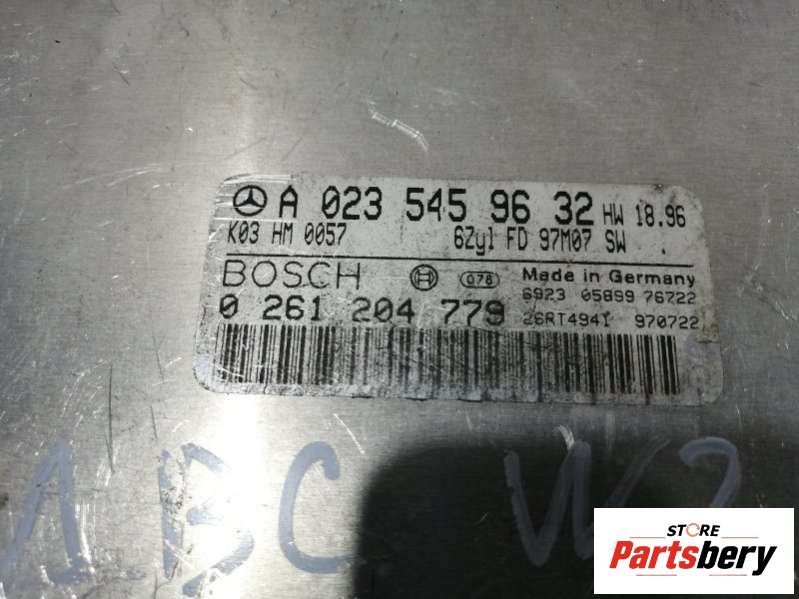 A 023 545 96 32 HW 18.96
K03 HM 0057 6Zyl FD 97M07 SW .
BOSCH 078 Made in Germany
0 261 204 779 6923 05899 76722
26RT4941 970722
ABC W2
STORE
Partsbery